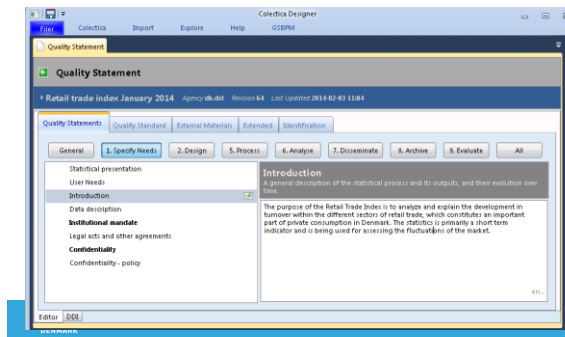 Colectica Designer
Filer Colectica Import Explore Help GSBPM
Quality Statement
Quality Statement
Retail trade index January 2014 Agency dk.dst Revision 64 Last Updated 2014-02-03 11:04
Quality Statements Quality Standard External Materials Extended Identification
General 1. Specify Needs 2. Design 5. Process 6. Analyse 7. Disseminate 8. Archive 9. Evaluate All
Statistical presentation
User Needs
Introduction
Data description
Institutional mandate
Legal acts and other agreements
Confidentiality
Confidentiality - policy
Introduction
A general description of the statistical process and its outputs, and their evolution over
time.
The purpose of the Retail Trade Index is to analyze and explain the development in
turnover within the different sectors of retail trade, which constitutes an important
part of private consumption in Denmark. The statistics is primarily a short term
indicator and is being used for assessing the fluctuations of the market.
en...
Editor DDI
DENMARK